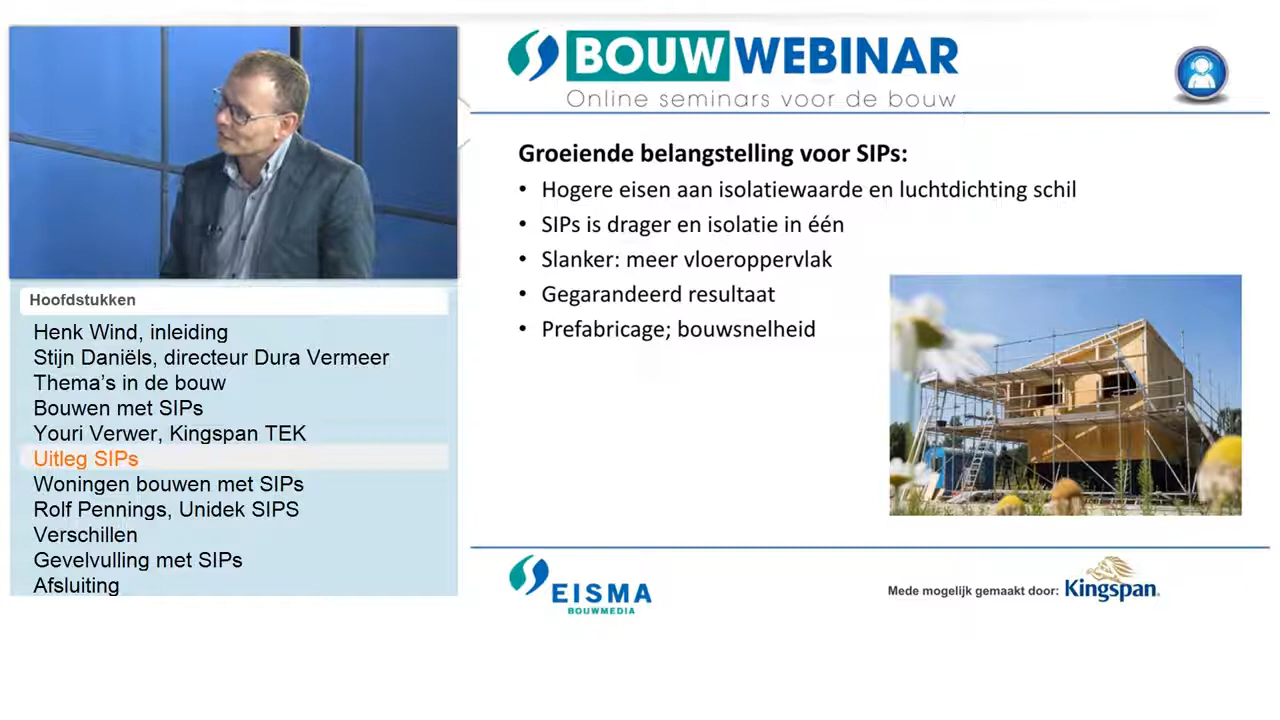 BOUWWEBINAR
Online seminars voor de bouw
Groeiende belangstelling voor SIPs:
• Hogere eisen aan isolatiewaarde en luchtdichting schil
• SIPs is drager en isolatie in één
• Slanker: meer vloeroppervlak
• Gegarandeerd resultaat
• Prefabricage; bouwsnelheid
Hoofdstukken
Henk Wind, inleiding
Stijn Daniëls, directeur Dura Vermeer
Thema’s in de bouw
Bouwen met SIPs
Youri Verwer, Kingspan TEK
Uitleg SIPs
Woningen bouwen met SIPs
Rolf Pennings, Unidek SIPS
Verschillen
Gevelvulling met SIPs
Afsluiting
EISMA
BOUWMEDIA
Mede mogelijk gemaakt door: Kingspan.